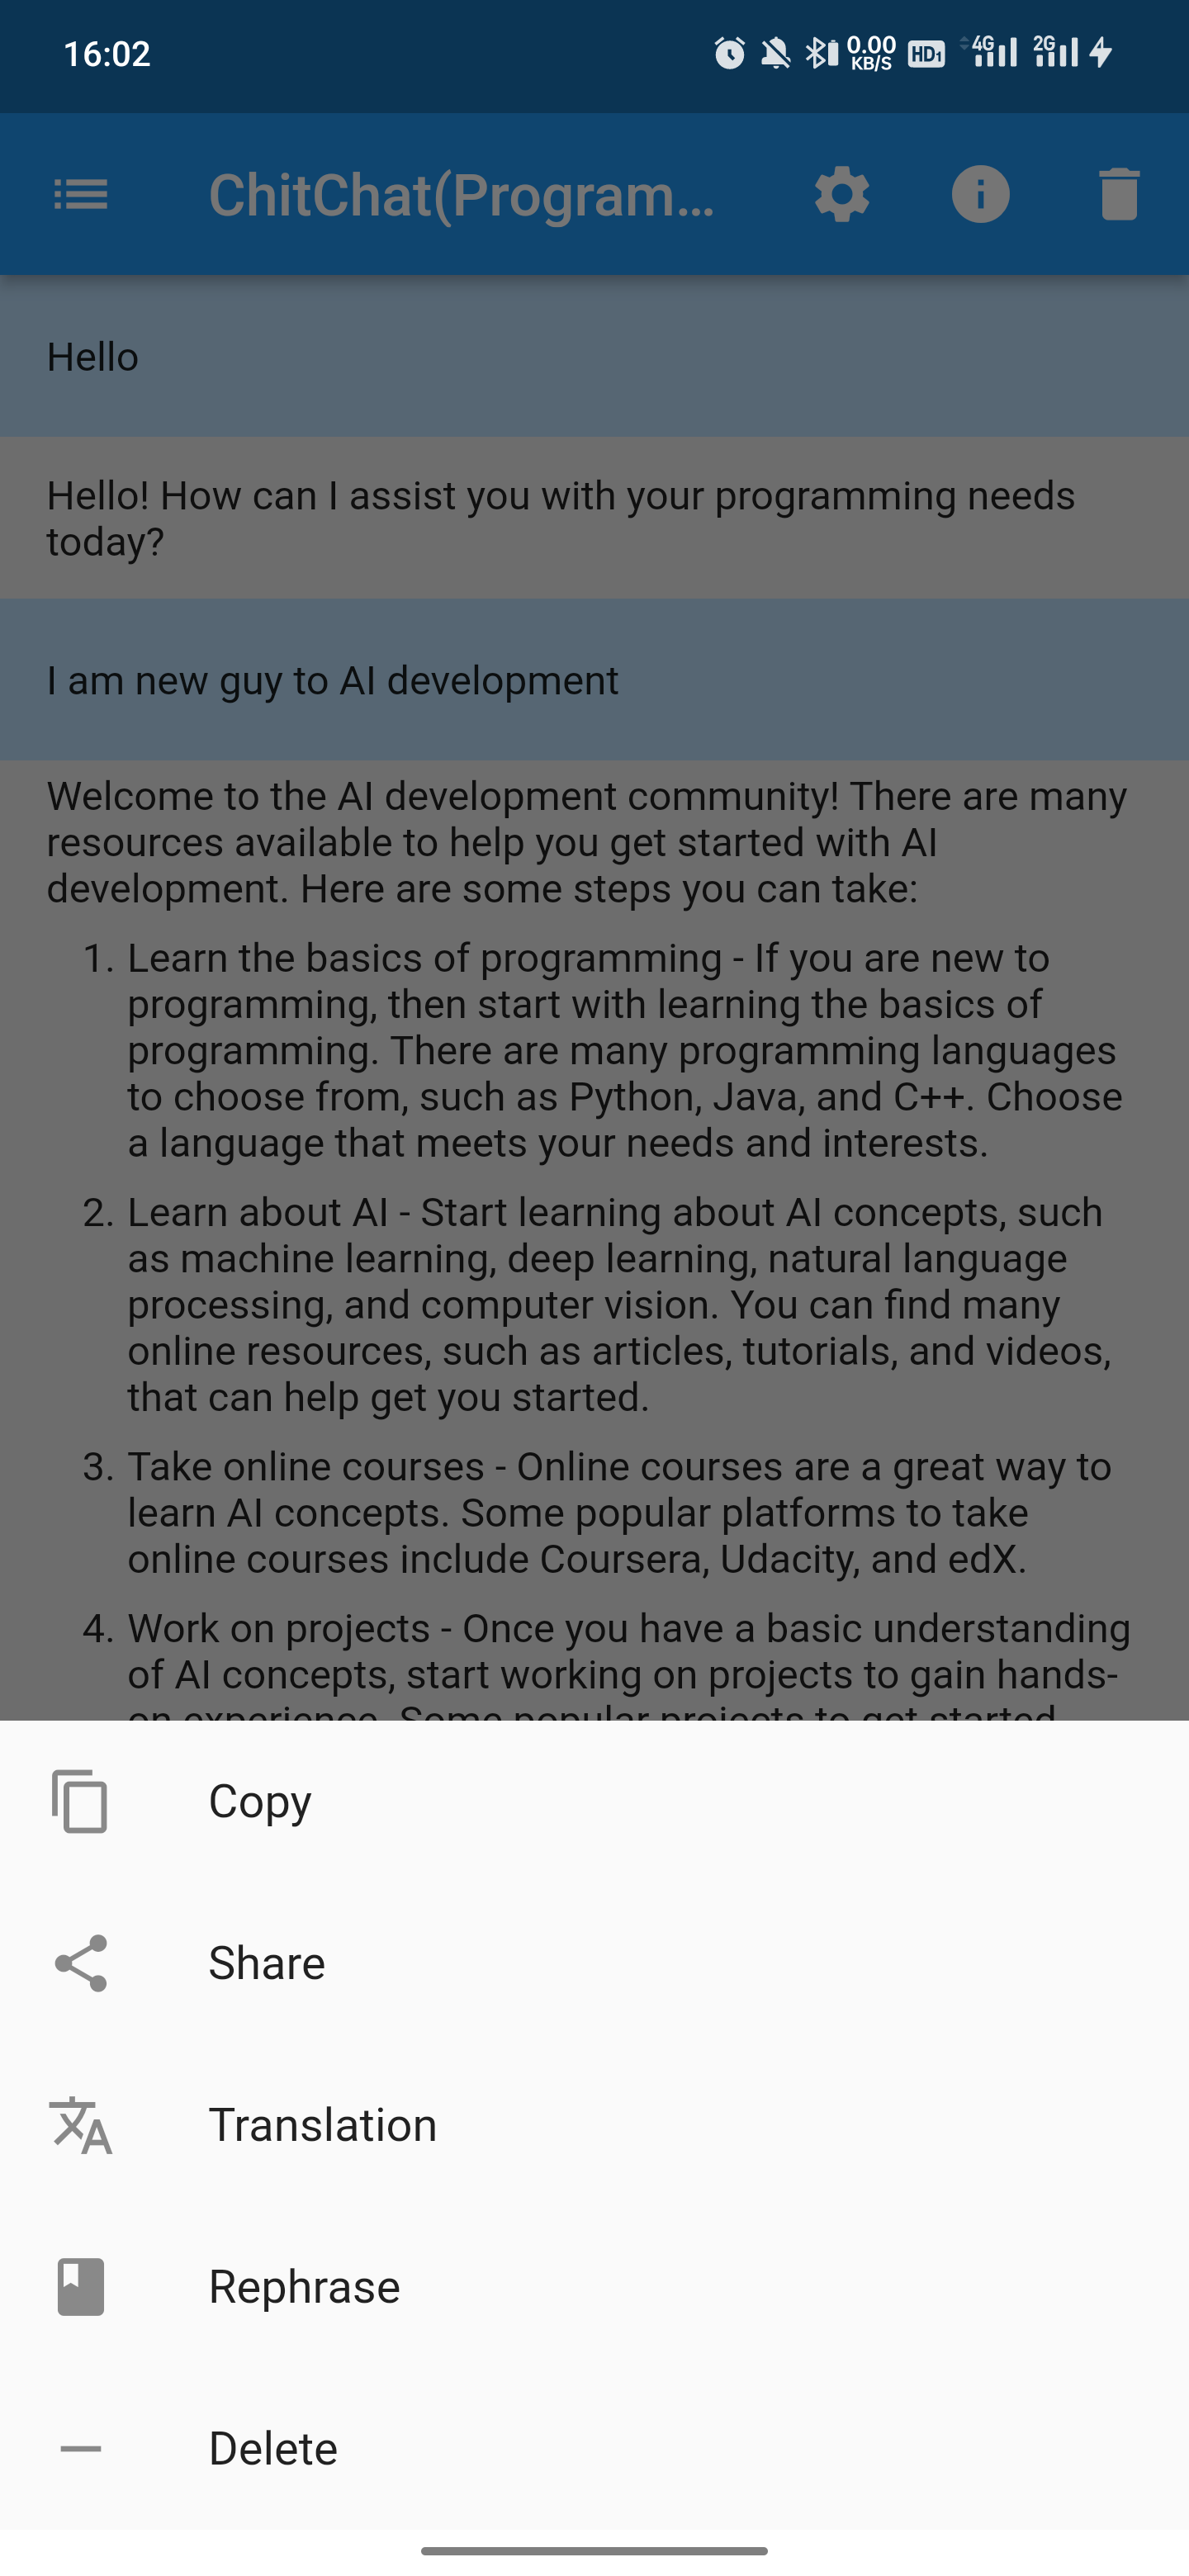 16:02
0.00
KB/S
HD1
4G
2G
ChitChat(Program...
Hello
Hello! How can I assist you with your programming needs
today?
I am new guy to AI development
Welcome to the AI development community! There are many
resources available to help you get started with AI
development. Here are some steps you can take:
1. Learn the basics of programming - If you are new to
programming, then start with learning the basics of
programming. There are many programming languages
to choose from, such as Python, Java, and C++. Choose
a language that meets your needs and interests.
2. Learn about AI - Start learning about AI concepts, such
as machine learning, deep learning, natural language
processing, and computer vision. You can find many
online resources, such as articles, tutorials, and videos,
that can help get you started.
3. Take online courses - Online courses are a great way to
learn AI concepts. Some popular platforms to take
online courses include Coursera, Udacity, and edX.
4. Work on projects - Once you have a basic understanding
of AI concepts, start working on projects to gain hands-
on experience. Some popular projects to get started
Copy
Share
Translation
Rephrase
Delete